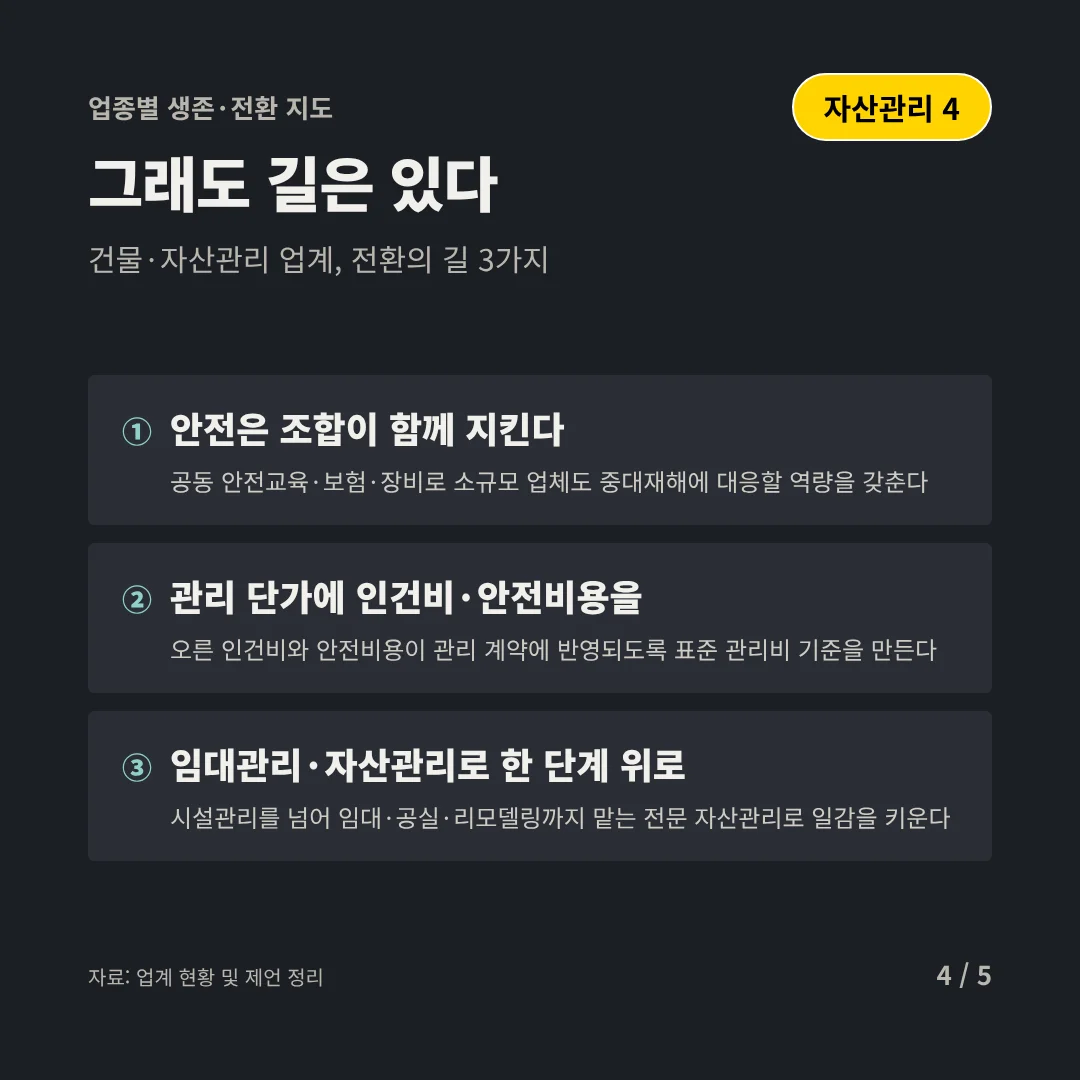 업종별 생존·전환 지도
자산관리 4
그래도 길은 있다
건물·자산관리 업계, 전환의 길 3가지
① 안전은 조합이 함께 지킨다
공동 안전교육·보험·장비로 소규모 업체도 중대재해에 대응할 역량을 갖춘다
② 관리 단가에 인건비·안전비용을
오른 인건비와 안전비용이 관리 계약에 반영되도록 표준 관리비 기준을 만든다
③ 임대관리·자산관리로 한 단계 위로
시설관리를 넘어 임대·공실·리모델링까지 맡는 전문 자산관리로 일감을 키운다
자료: 업계 현황 및 제언 정리
4 / 5